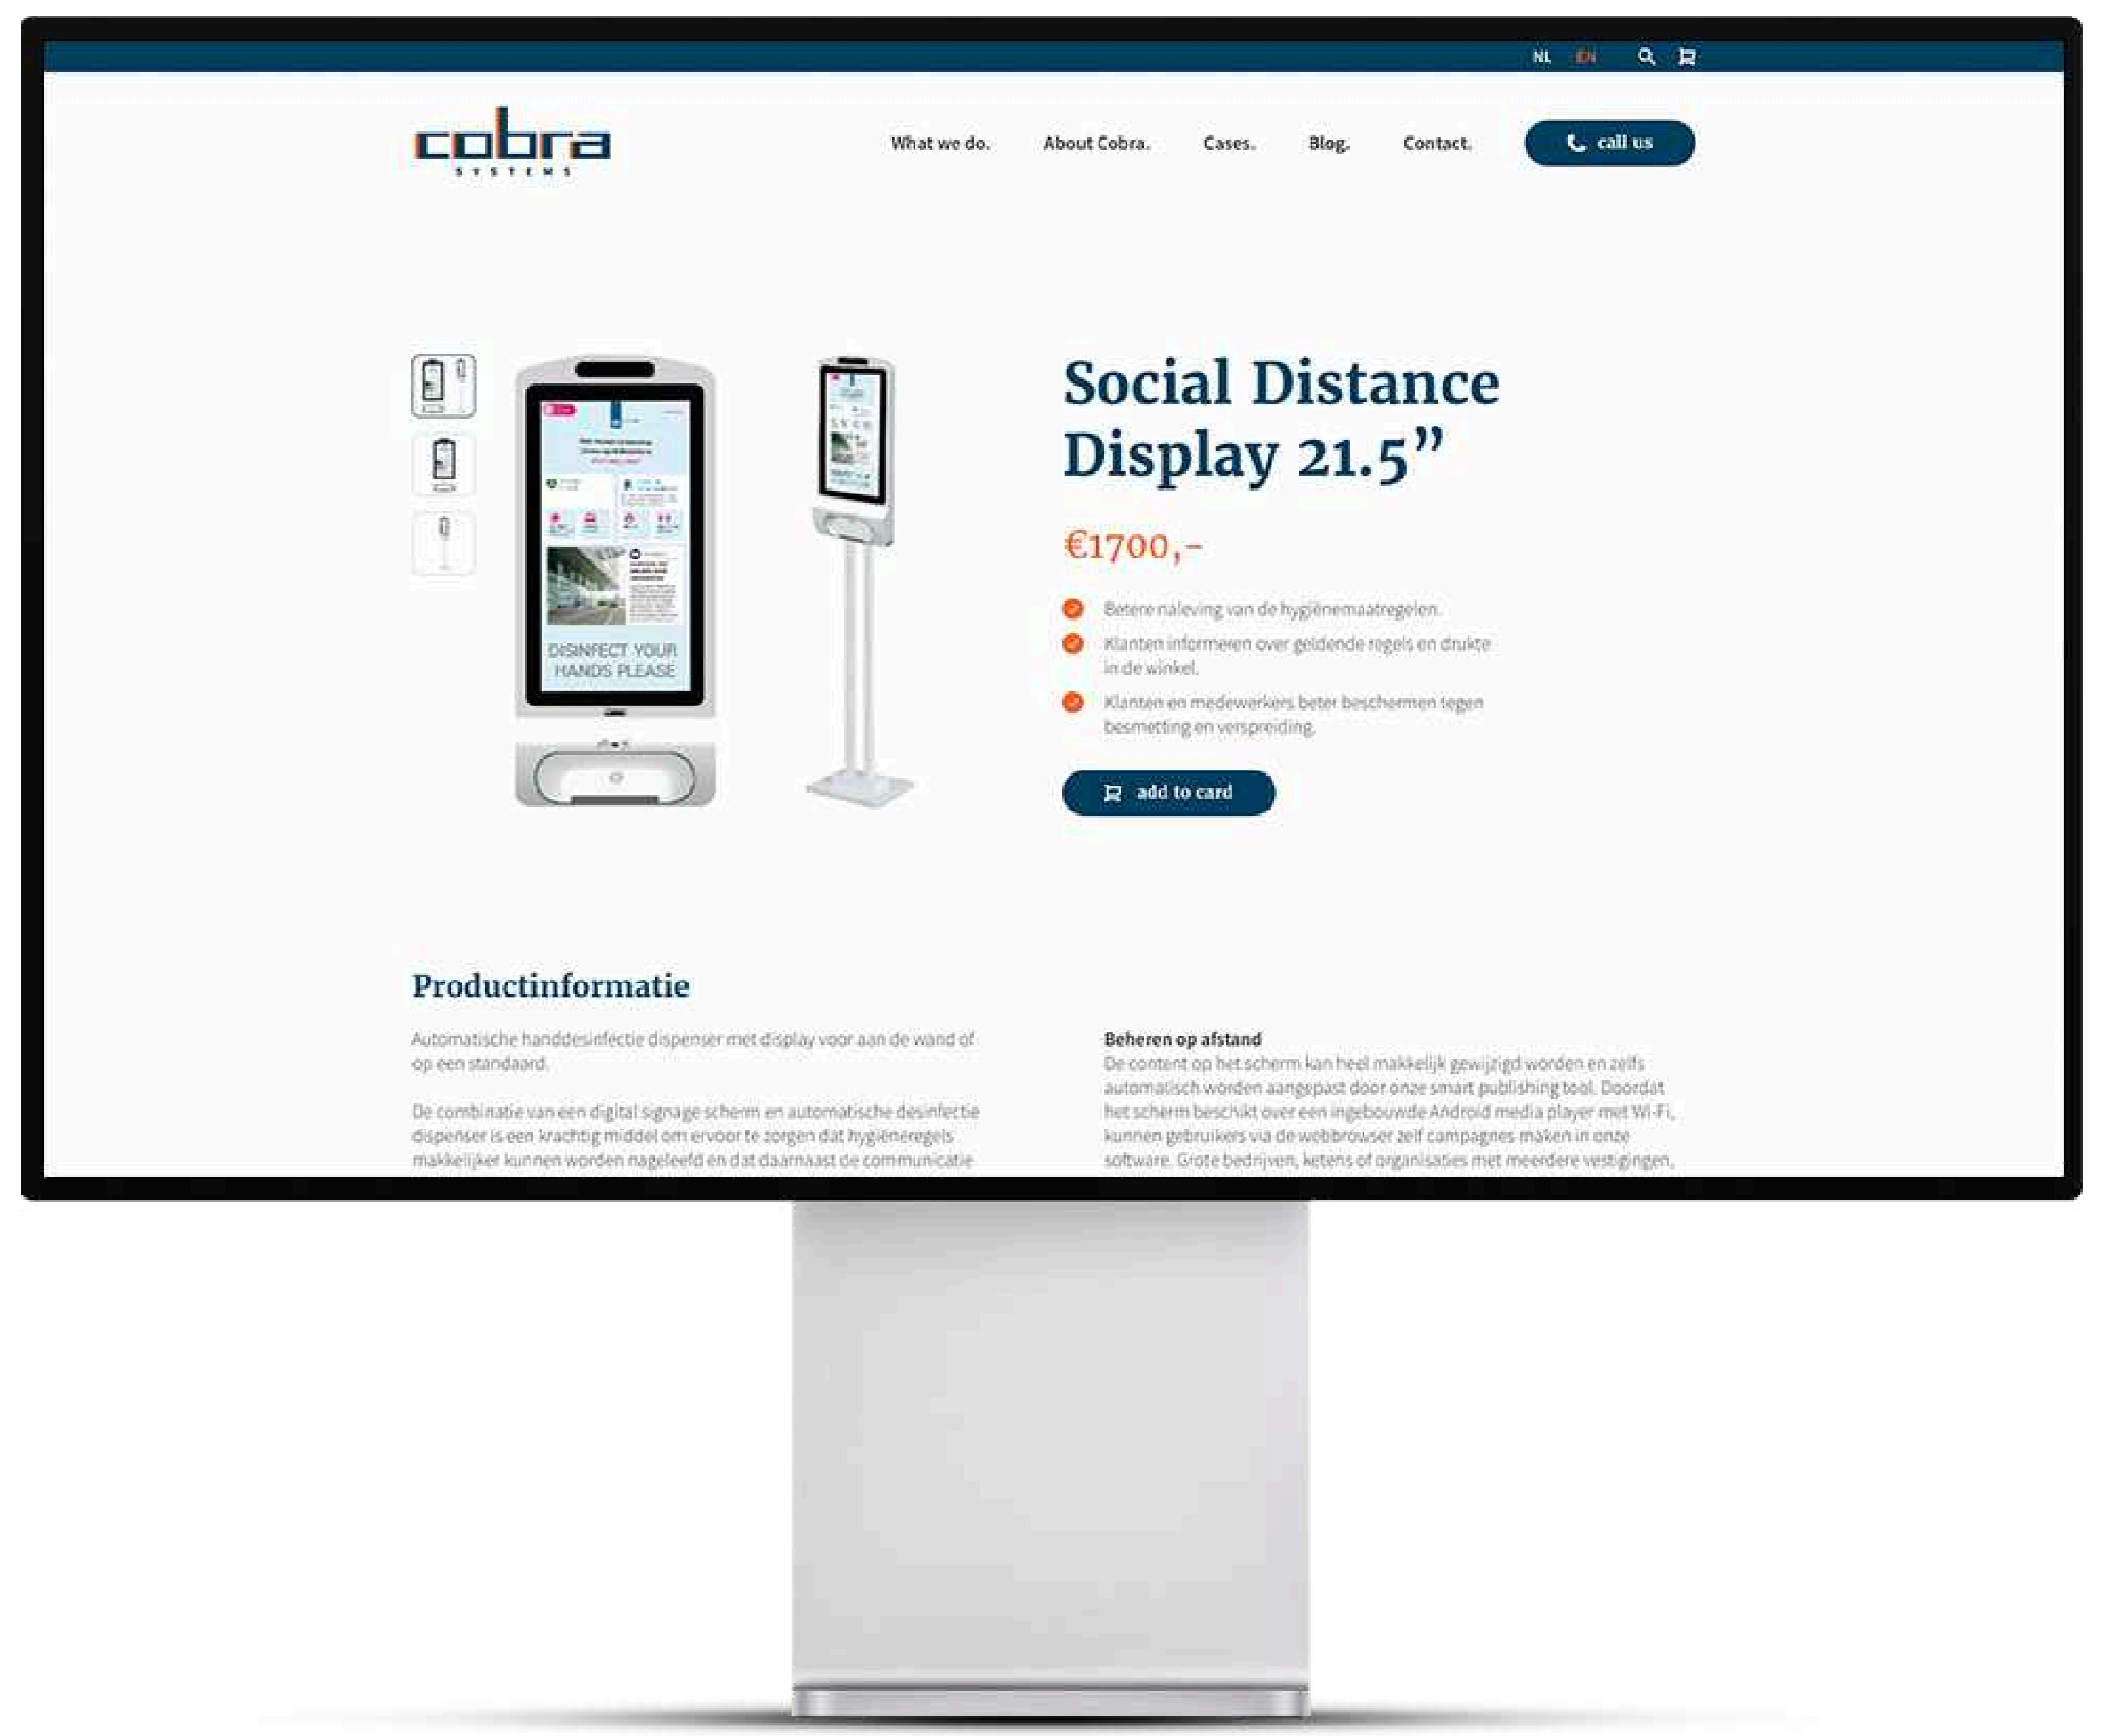 NL EN
cobra
SYSTEMS
What we do. About Cobra. Cases. Blog. Contact. call us
Social Distance
Display 21.5”
€1700,-
Betere naleving van de hygiënemaatregelen.
Klanten informeren over geldende regels en drukte
in de winkel.
Klanten en medewerkers beter beschermen tegen
besmetting en verspreiding.
add to card
DISINFECT YOUR
HANDS PLEASE
Productinformatie
Automatische handdesinfectie dispenser met display voor aan de wand of
op een standaard.
De combinatie van een digital signage scherm en automatische desinfectie
dispenser is een krachtig middel om ervoor te zorgen dat hygiëneregels
makkelijker kunnen worden nageleefd en dat daarnaast de communicatie
Beheren op afstand
De content op het scherm kan heel makkelijk gewijzigd worden en zelfs
automatisch worden aangepast door onze smart publishing tool. Doordat
het scherm beschikt over een ingebouwde Android media player met Wi-Fi,
kunnen gebruikers via de webbrowser zelf campagnes maken in onze
software. Grote bedrijven, ketens of organisaties met meerdere vestigingen,